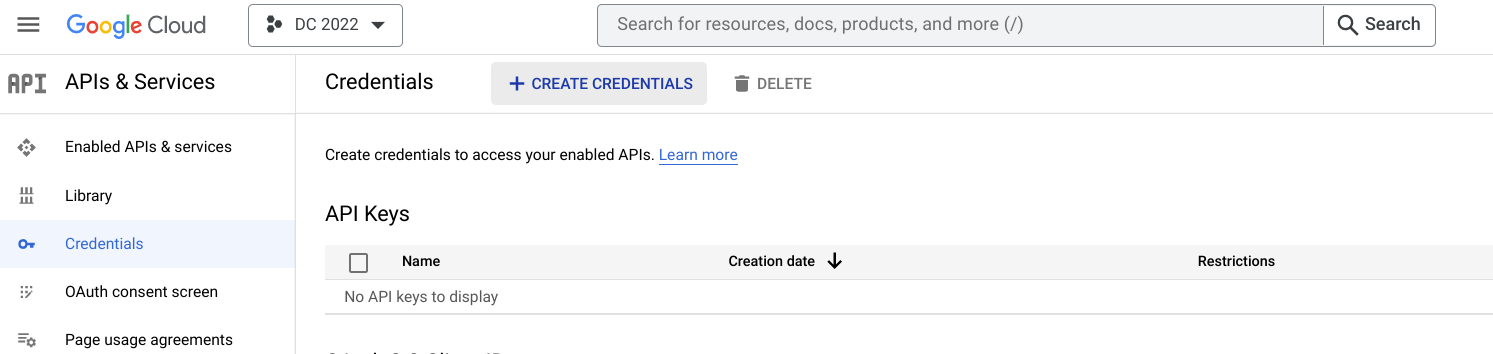 Google Cloud
DC 2022
Search for resources, docs, products, and more (/)
Search
API
APIs & Services
Credentials
+ CREATE CREDENTIALS
DELETE
Enabled APIs & services
Library
Credentials
OAuth consent screen
Page usage agreements
Create credentials to access your enabled APIs. Learn more
API Keys
Name Creation date Restrictions
No API keys to display